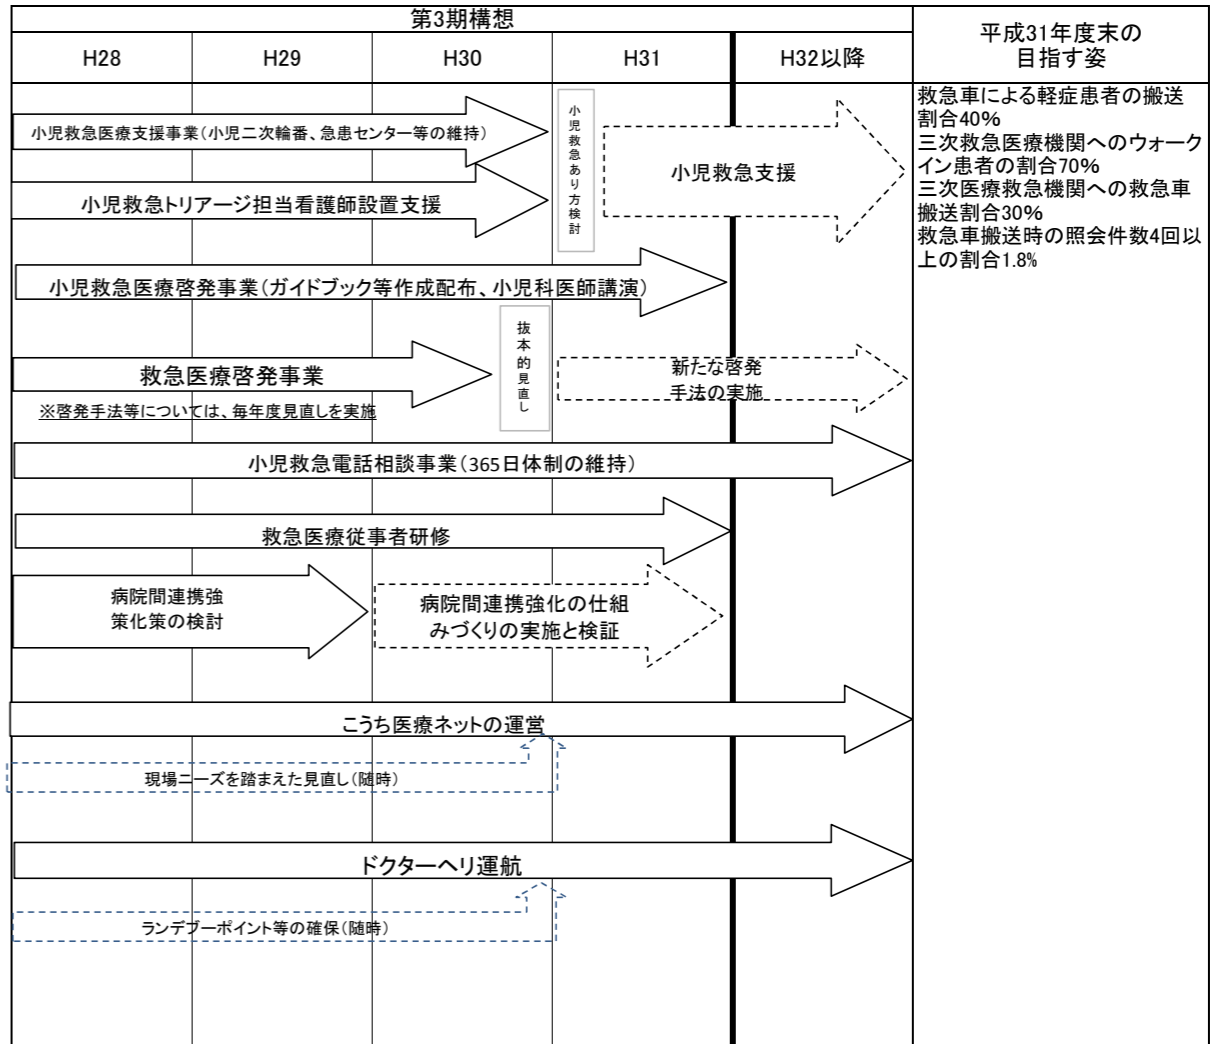 第3期構想
平成31年度末の
目指す姿
H28
H29
H30
H31
H32以降
小児救急医療支援事業(小児二次輪番、急患センター等の維持)
小児救急トリアージ担当看護師設置支援
小児救急あり方検討
小児救急支援
小児救急医療啓発事業(ガイドブック等作成配布、小児科医師講演)
救急医療啓発事業
※啓発手法等については、毎年度見直しを実施
抜本的見直し
新たな啓発
手法の実施
小児救急電話相談事業(365日体制の維持)
救急医療従事者研修
病院間連携強
策化策の検討
病院間連携強化の仕組
みづくりの実施と検証
こうち医療ネットの運営
現場ニーズを踏まえた見直し(随時)
ドクターヘリ運航
ランデブーポイント等の確保(随時)
救急車による軽症患者の搬送
割合40%
三次救急医療機関へのウォーク
イン患者の割合70%
三次医療救急機関への救急車
搬送割合30%
救急車搬送時の照会件数4回以
上の割合1.8%